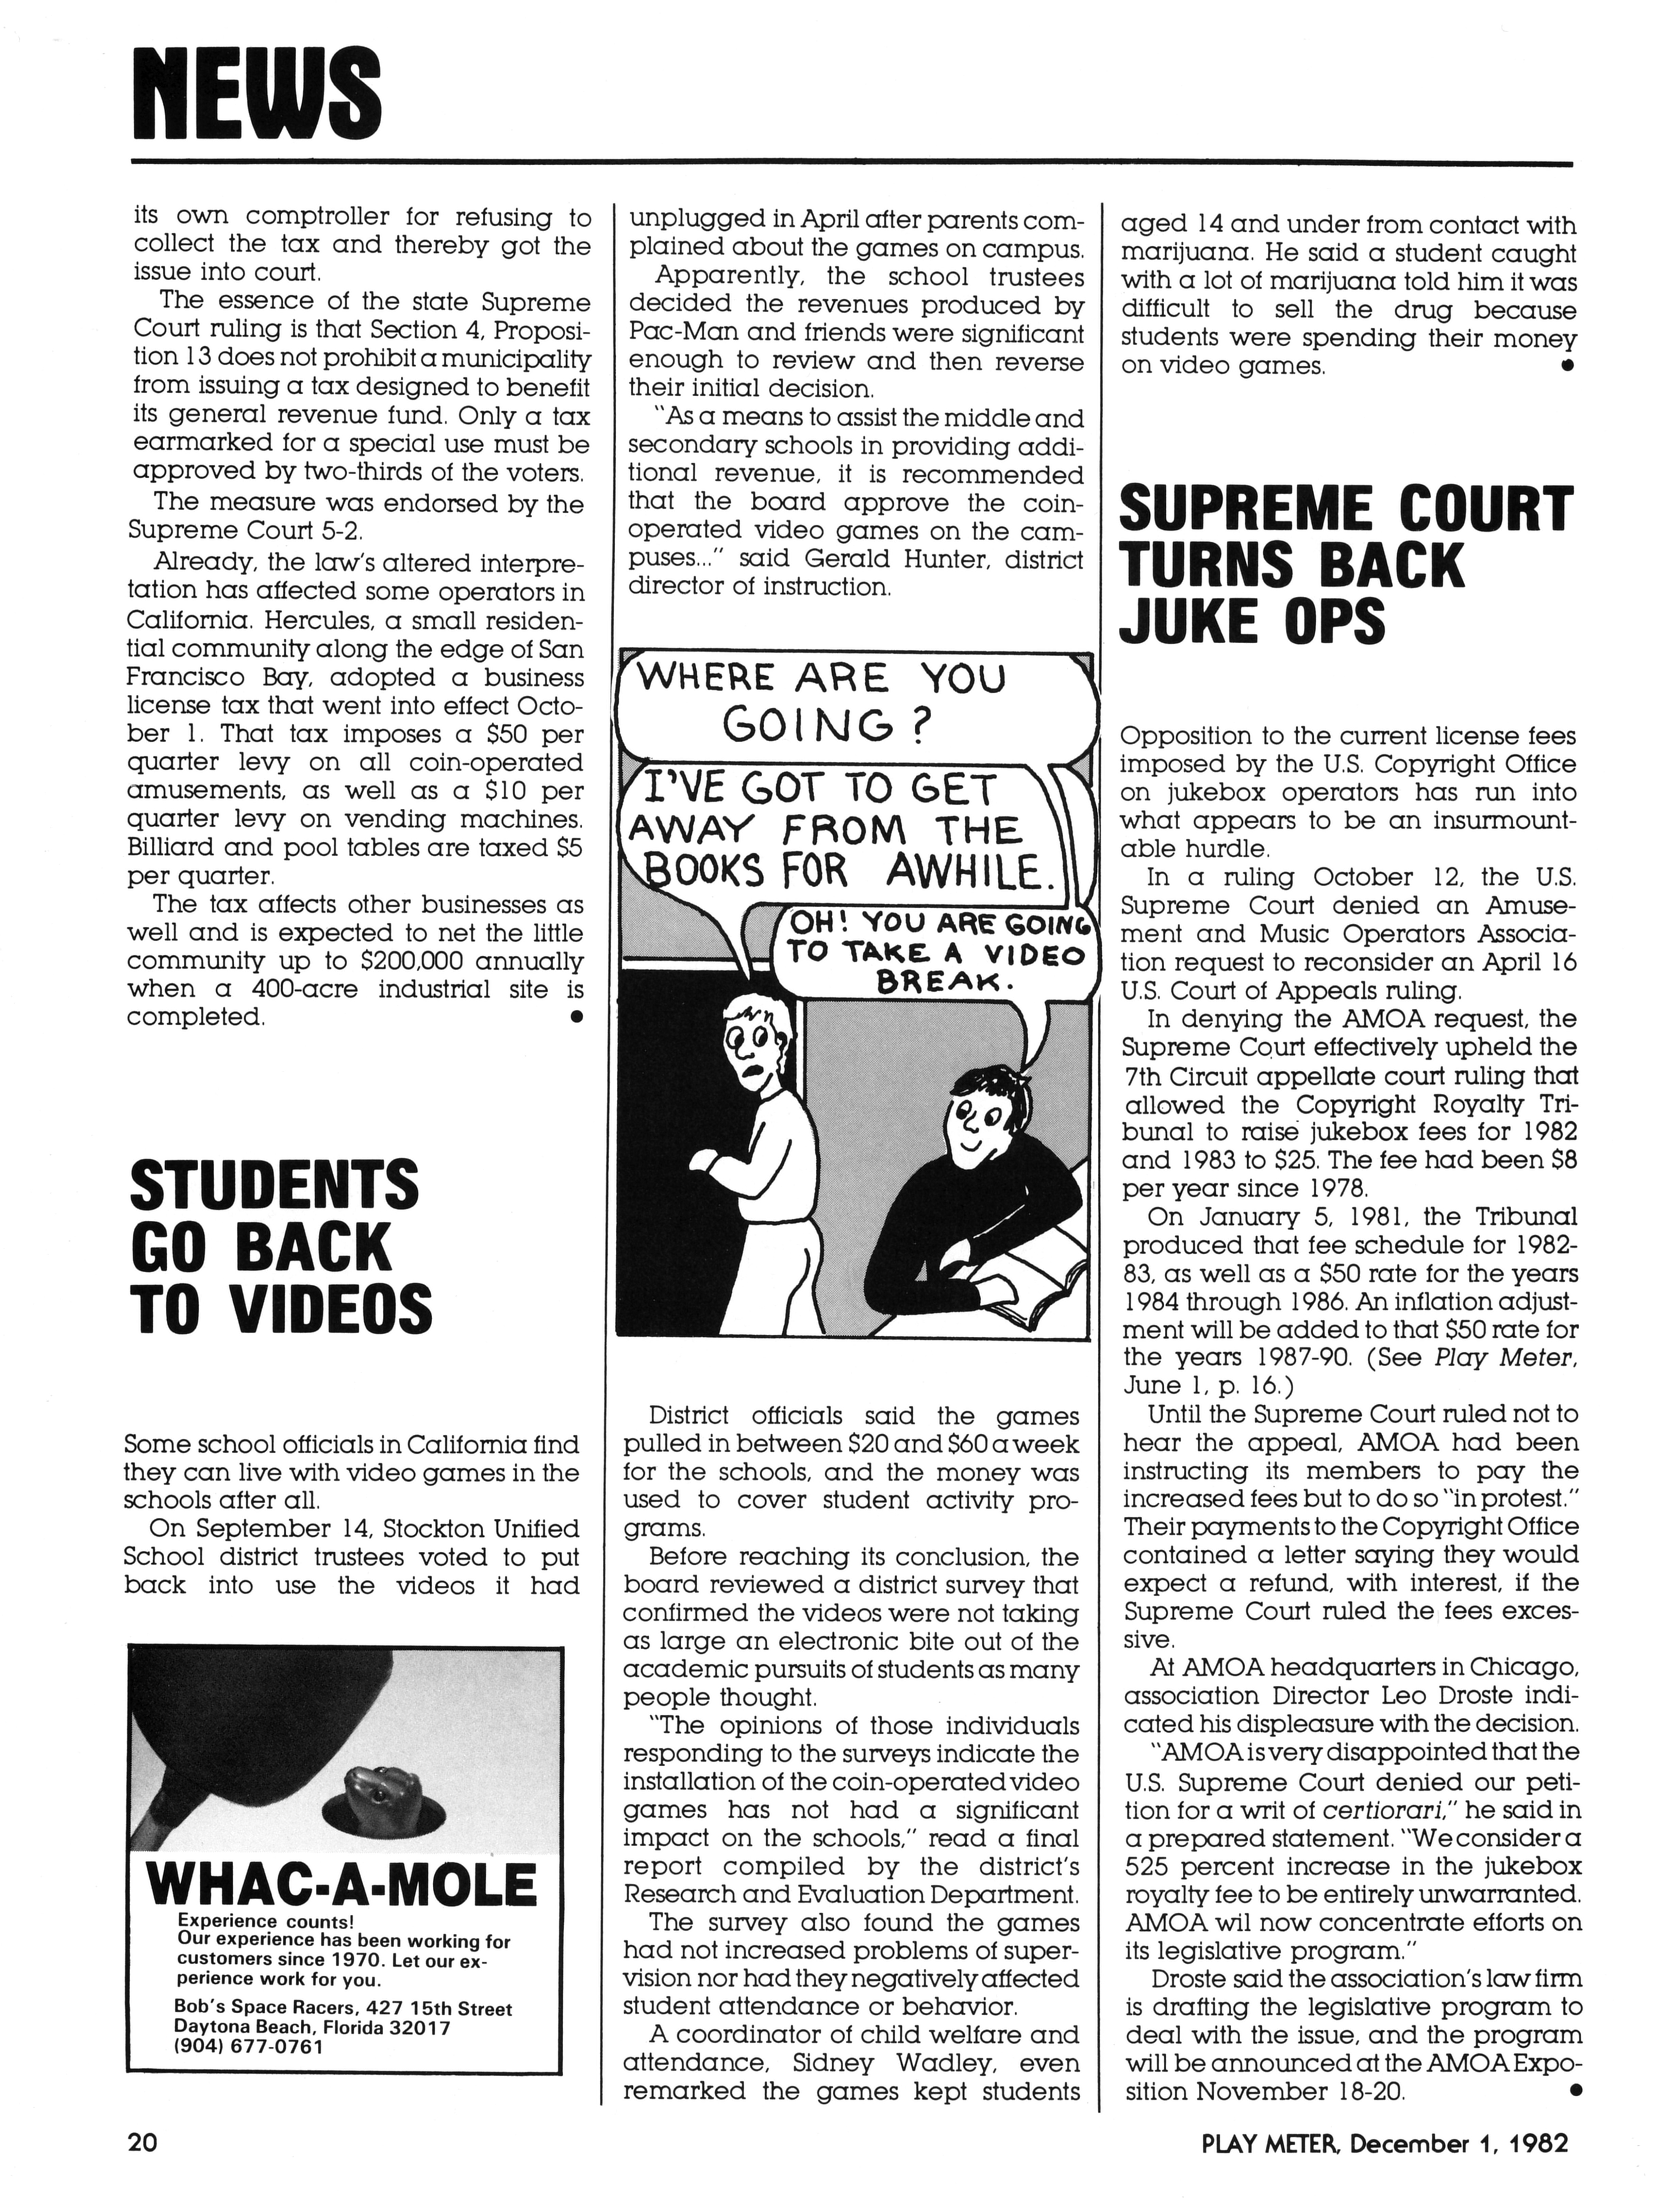 NEWS
its own comptroller for refusing to
collect the tax and thereby got the
issue into court.
The essence of the state Supreme
Court ruling is that Section 4, Proposi-
tion 13 does not prohibit a municipality
from issuing a tax designed to benefit
its general revenue fund. Only a tax
earmarked for a special use must be
approved by two-thirds of the voters.
The measure was endorsed by the
Supreme Court 5-2.
Already, the law's altered interpre-
tation has affected some operators in
California. Hercules, a small residen-
tial community along the edge of San
Francisco Bay, adopted a business
license tax that went into effect Octo-
ber 1. That tax imposes a $50 per
quarter levy on all coin-operated
amusements, as well as a $10 per
quarter levy on vending machines.
Billiard and pool tables are taxed $5
per quarter.
The tax affects other businesses as
well and is expected to net the little
community up to $200,000 annually
when a 400-acre industrial site is
completed. ●
STUDENTS
GO BACK
TO VIDEOS
Some school officials in California find
they can live with video games in the
schools after all.
On September 14, Stockton Unified
School district trustees voted to put
back into use the videos it had
WHAC-A-MOLE
Experience counts!
Our experience has been working for
customers since 1970. Let our ex-
perience work for you.
Bob's Space Racers, 427 15th Street
Daytona Beach, Florida 32017
(904) 677-0761
unplugged in April after parents com-
plained about the games on campus.
Apparently, the school trustees
decided the revenues produced by
Pac-Man and friends were significant
enough to review and then reverse
their initial decision.
"As a means to assist the middle and
secondary schools in providing addi-
tional revenue, it is recommended
that the board approve the coin-
operated video games on the cam-
puses..." said Gerald Hunter, district
director of instruction.
WHERE ARE YOU
GOING?
I'VE GOT TO GET
AWAY FROM THE
BOOKS FOR AWHILE.
OH! YOU ARE GOING
TO TAKE A VIDEO
BREAK.
District officials said the games
pulled in between $20 and $60 a week
for the schools, and the money was
used to cover student activity pro-
grams.
Before reaching its conclusion, the
board reviewed a district survey that
confirmed the videos were not taking
as large an electronic bite out of the
academic pursuits of students as many
people thought.
"The opinions of those individuals
responding to the surveys indicate the
installation of the coin-operated video
games has not had a significant
impact on the schools," read a final
report compiled by the district's
Research and Evaluation Department.
The survey also found the games
had not increased problems of super-
vision nor had they negatively affected
student attendance or behavior.
A coordinator of child welfare and
attendance, Sidney Wadley, even
remarked the games kept students
aged 14 and under from contact with
marijuana. He said a student caught
with a lot of marijuana told him it was
difficult to sell the drug because
students were spending their money
on video games. ●
SUPREME COURT
TURNS BACK
JUKE OPS
Opposition to the current license fees
imposed by the U.S. Copyright Office
on jukebox operators has run into
what appears to be an insurmount-
able hurdle.
In a ruling October 12, the U.S.
Supreme Court denied an Amuse-
ment and Music Operators Associa-
tion request to reconsider an April 16
U.S. Court of Appeals ruling.
In denying the AMOA request, the
Supreme Court effectively upheld the
7th Circuit appellate court ruling that
allowed the Copyright Royalty Tri-
bunal to raise jukebox fees for 1982
and 1983 to $25. The fee had been $8
per year since 1978.
On January 5, 1981, the Tribunal
produced that fee schedule for 1982-
83, as well as a $50 rate for the years
1984 through 1986. An inflation adjust-
ment will be added to that $50 rate for
the years 1987-90. (See Play Meter,
June 1, p. 16.)
Until the Supreme Court ruled not to
hear the appeal, AMOA had been
instructing its members to pay the
increased fees but to do so "in protest."
Their payments to the Copyright Office
contained a letter saying they would
expect a refund, with interest, if the
Supreme Court ruled the fees exces-
sive.
At AMOA headquarters in Chicago,
association Director Leo Droste indi-
cated his displeasure with the decision.
"AMOA is very disappointed that the
U.S. Supreme Court denied our peti-
tion for a writ of certiorari," he said in
a prepared statement. "We consider a
525 percent increase in the jukebox
royalty fee to be entirely unwarranted.
AMOA wil now concentrate efforts on
its legislative program."
Droste said the association's law firm
is drafting the legislative program to
deal with the issue, and the program
will be announced at the AMOA Expo-
sition November 18-20. ●
20
PLAY METER, December 1, 1982